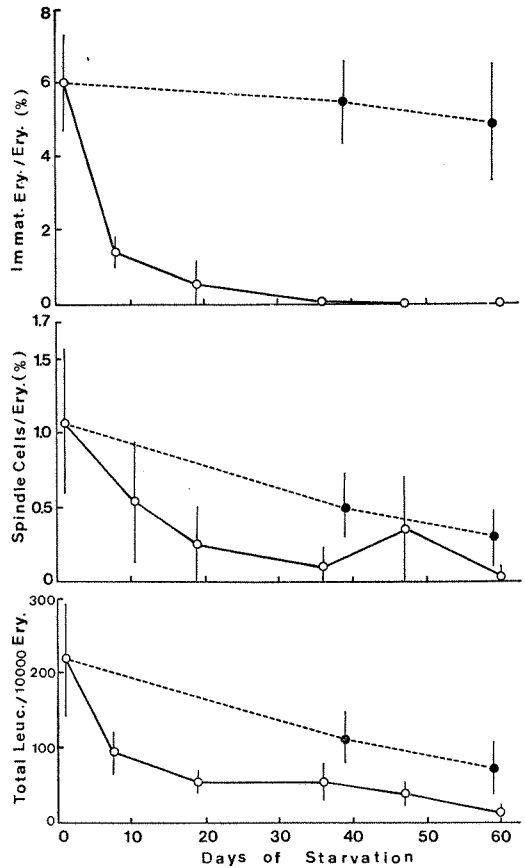 8
6
4
2
0
Immat. Ery./Ery. (%)
1.7
1.5
1.0
0.5
0
Spindle Cells/Ery.(%)
300
200
100
0
Total Leuc./10000 Ery.
0 10 20 30 40 50 60
Days of Starvation